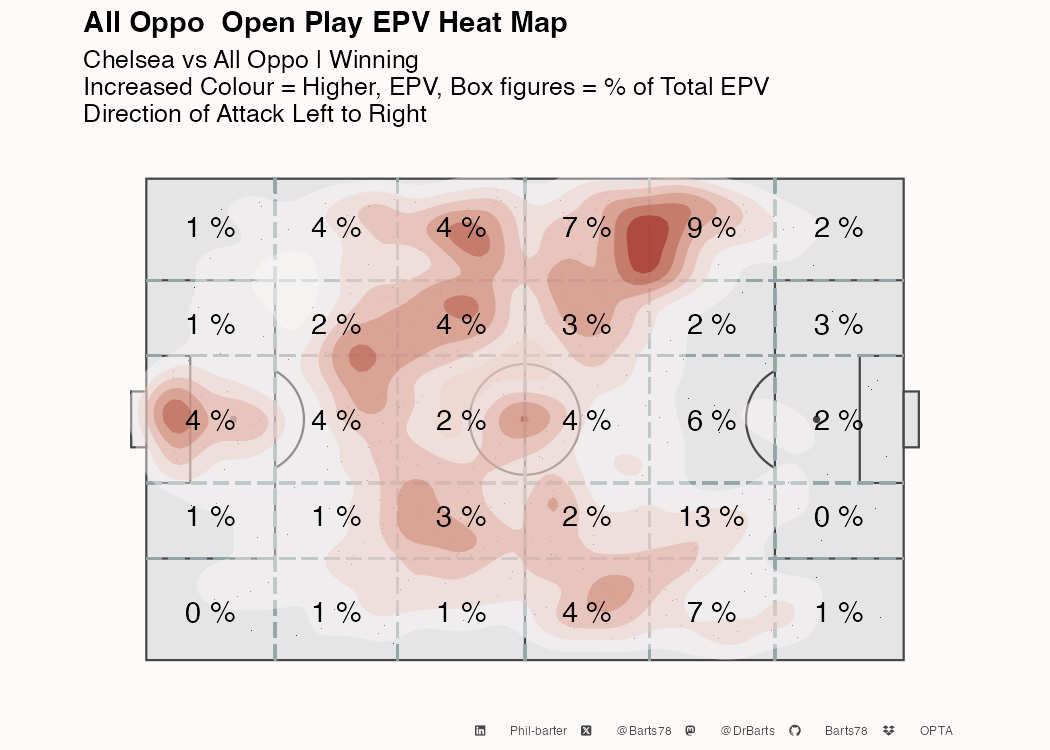 All Oppo  Open Play EPV Heat Map
Chelsea vs All Oppo | Winning
Increased Colour = Higher, EPV, Box figures = % of Total EPV
Direction of Attack Left to Right
1 % 4 % 4 % 7 % 9 % 2 %
1 % 2 % 4 % 3 % 2 % 3 %
4 % 4 % 2 % 4 % 6 % 2 %
1 % 1 % 3 % 2 % 13 % 0 %
0 % 1 % 1 % 4 % 7 % 1 %
Phil-barter @Barts78 @DrBarts Barts78 OPTA